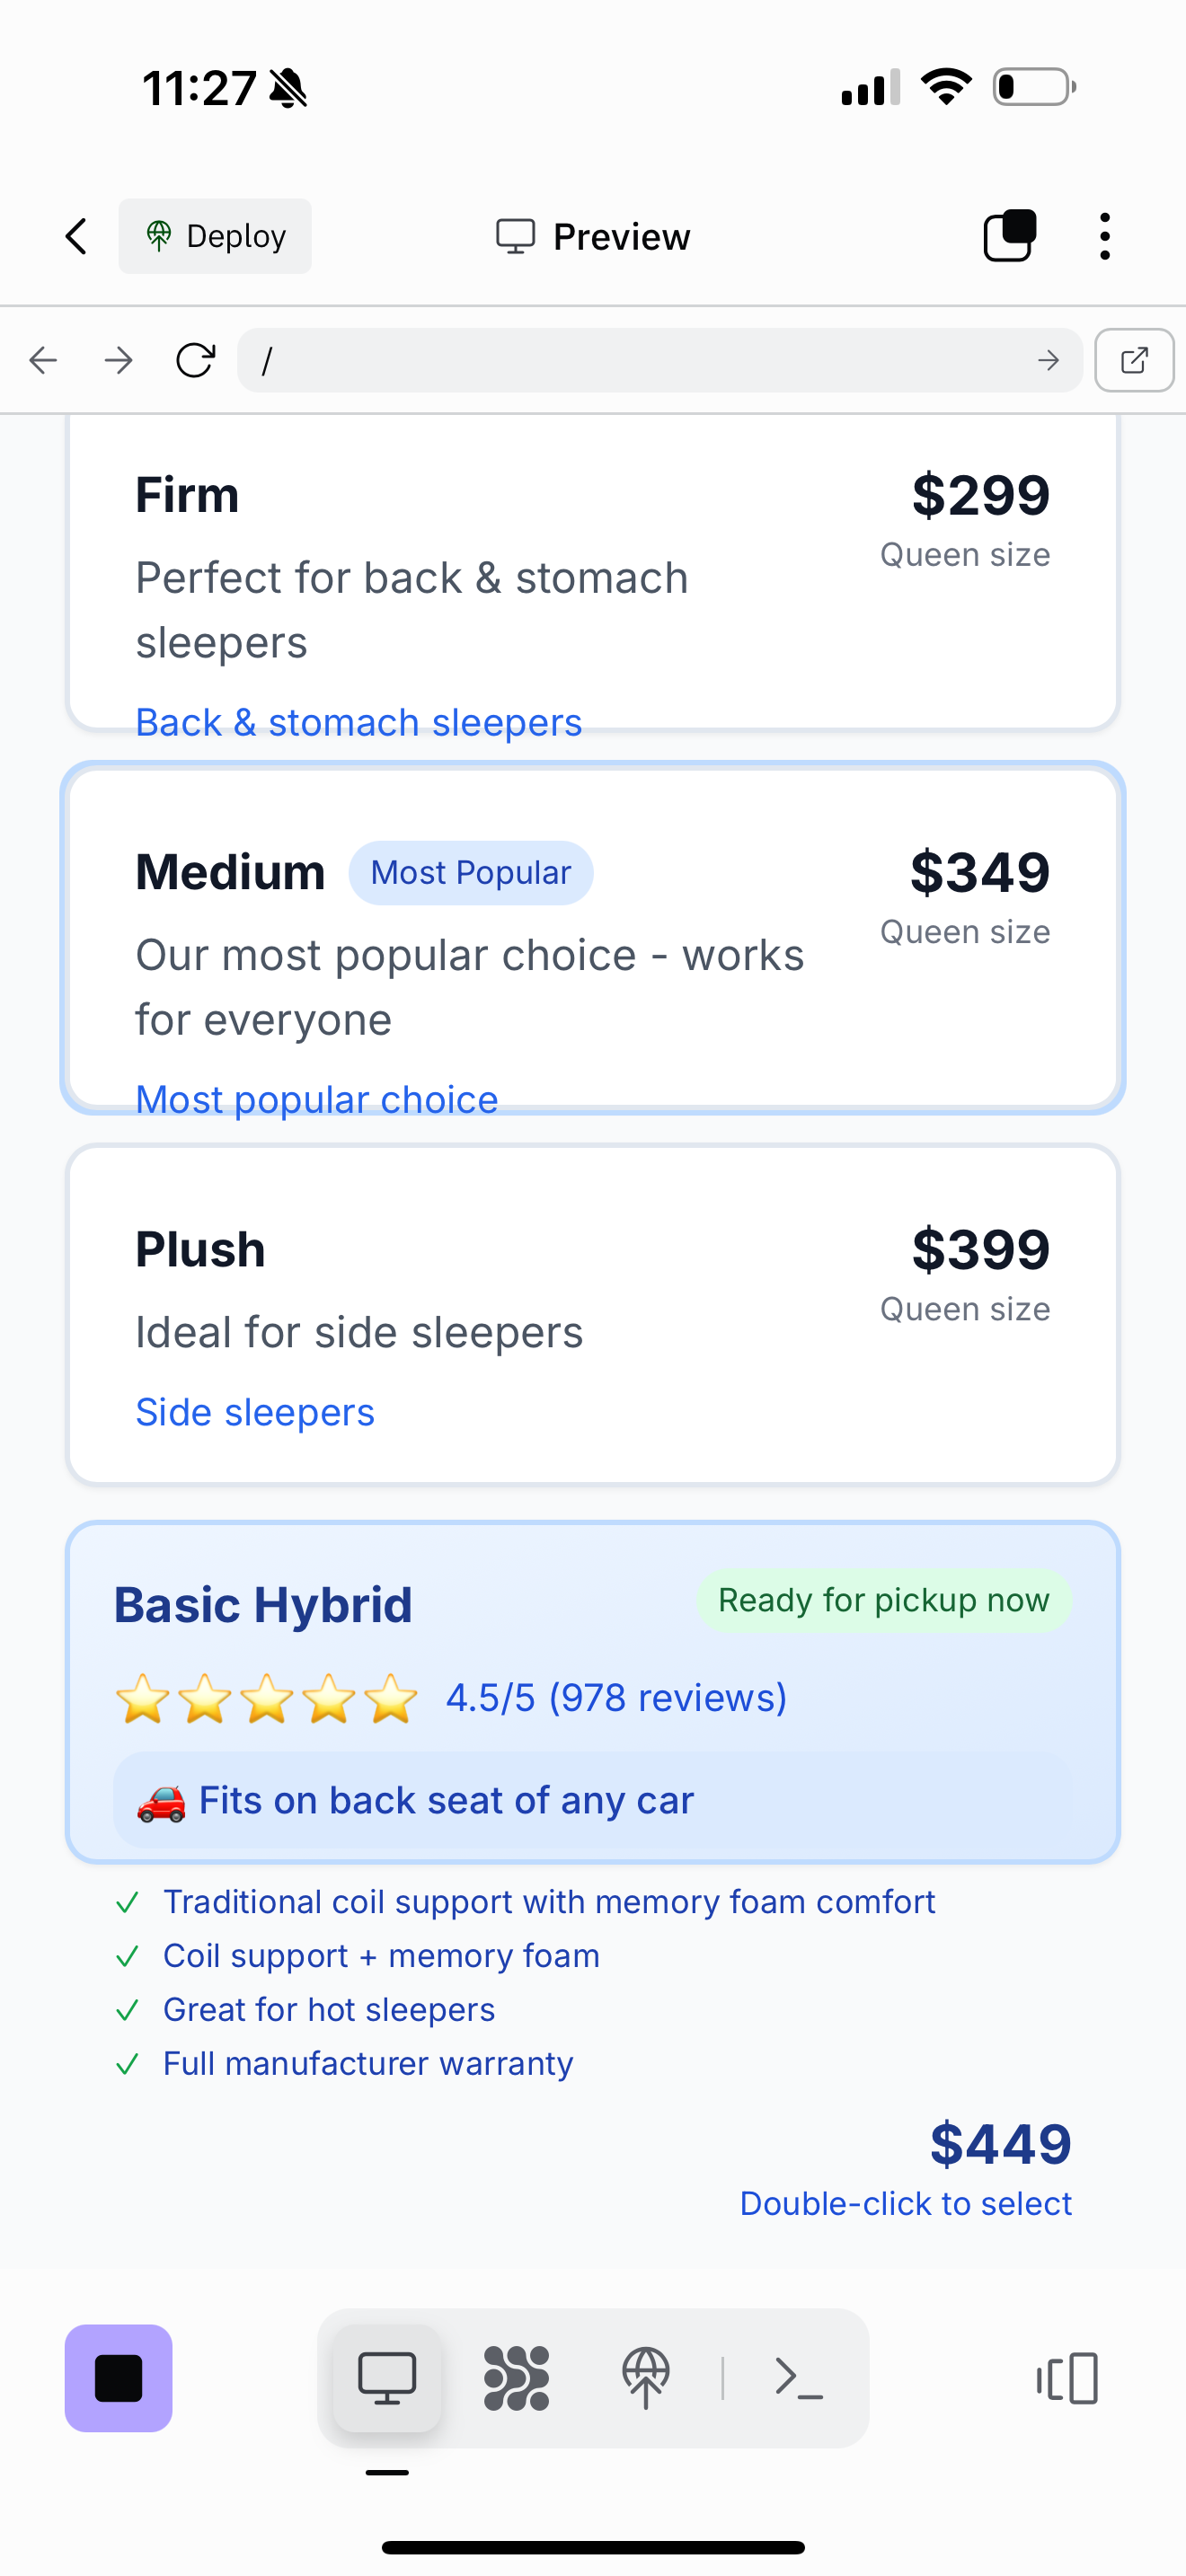 11:27
Deploy
Preview
/
Firm
$299
Queen size
Perfect for back & stomach
sleepers
Back & stomach sleepers
Medium
Most Popular
$349
Queen size
Our most popular choice - works
for everyone
Most popular choice
Plush
$399
Queen size
Ideal for side sleepers
Side sleepers
Basic Hybrid
Ready for pickup now
4.5/5 (978 reviews)
Fits on back seat of any car
Traditional coil support with memory foam comfort
Coil support + memory foam
Great for hot sleepers
Full manufacturer warranty
$449
Double-click to select